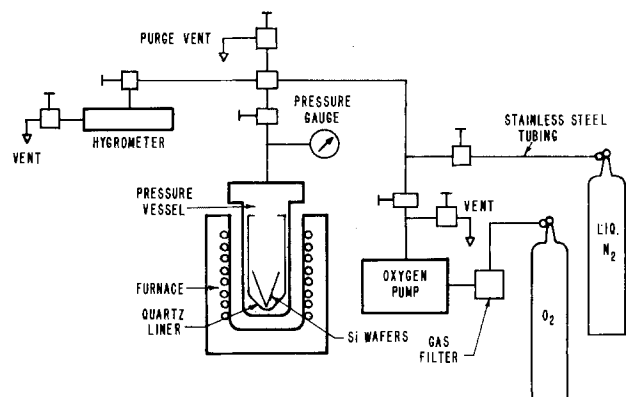 PURGE VENT
PRESSURE
GAUGE
STAINLESS STEEL
TUBING
HYGROMETER
VENT
PRESSURE
VESSEL
VENT
LIQ.
N2
FURNACE
OXYGEN
PUMP
QUARTZ
LINER
Si WAFERS
GAS
FILTER
O2